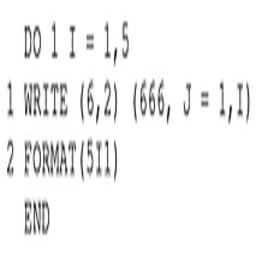 DO 1 I = 1,5
1 WRITE (6,2) (666, J = 1,I)
2 FORMAT(5I1)
END